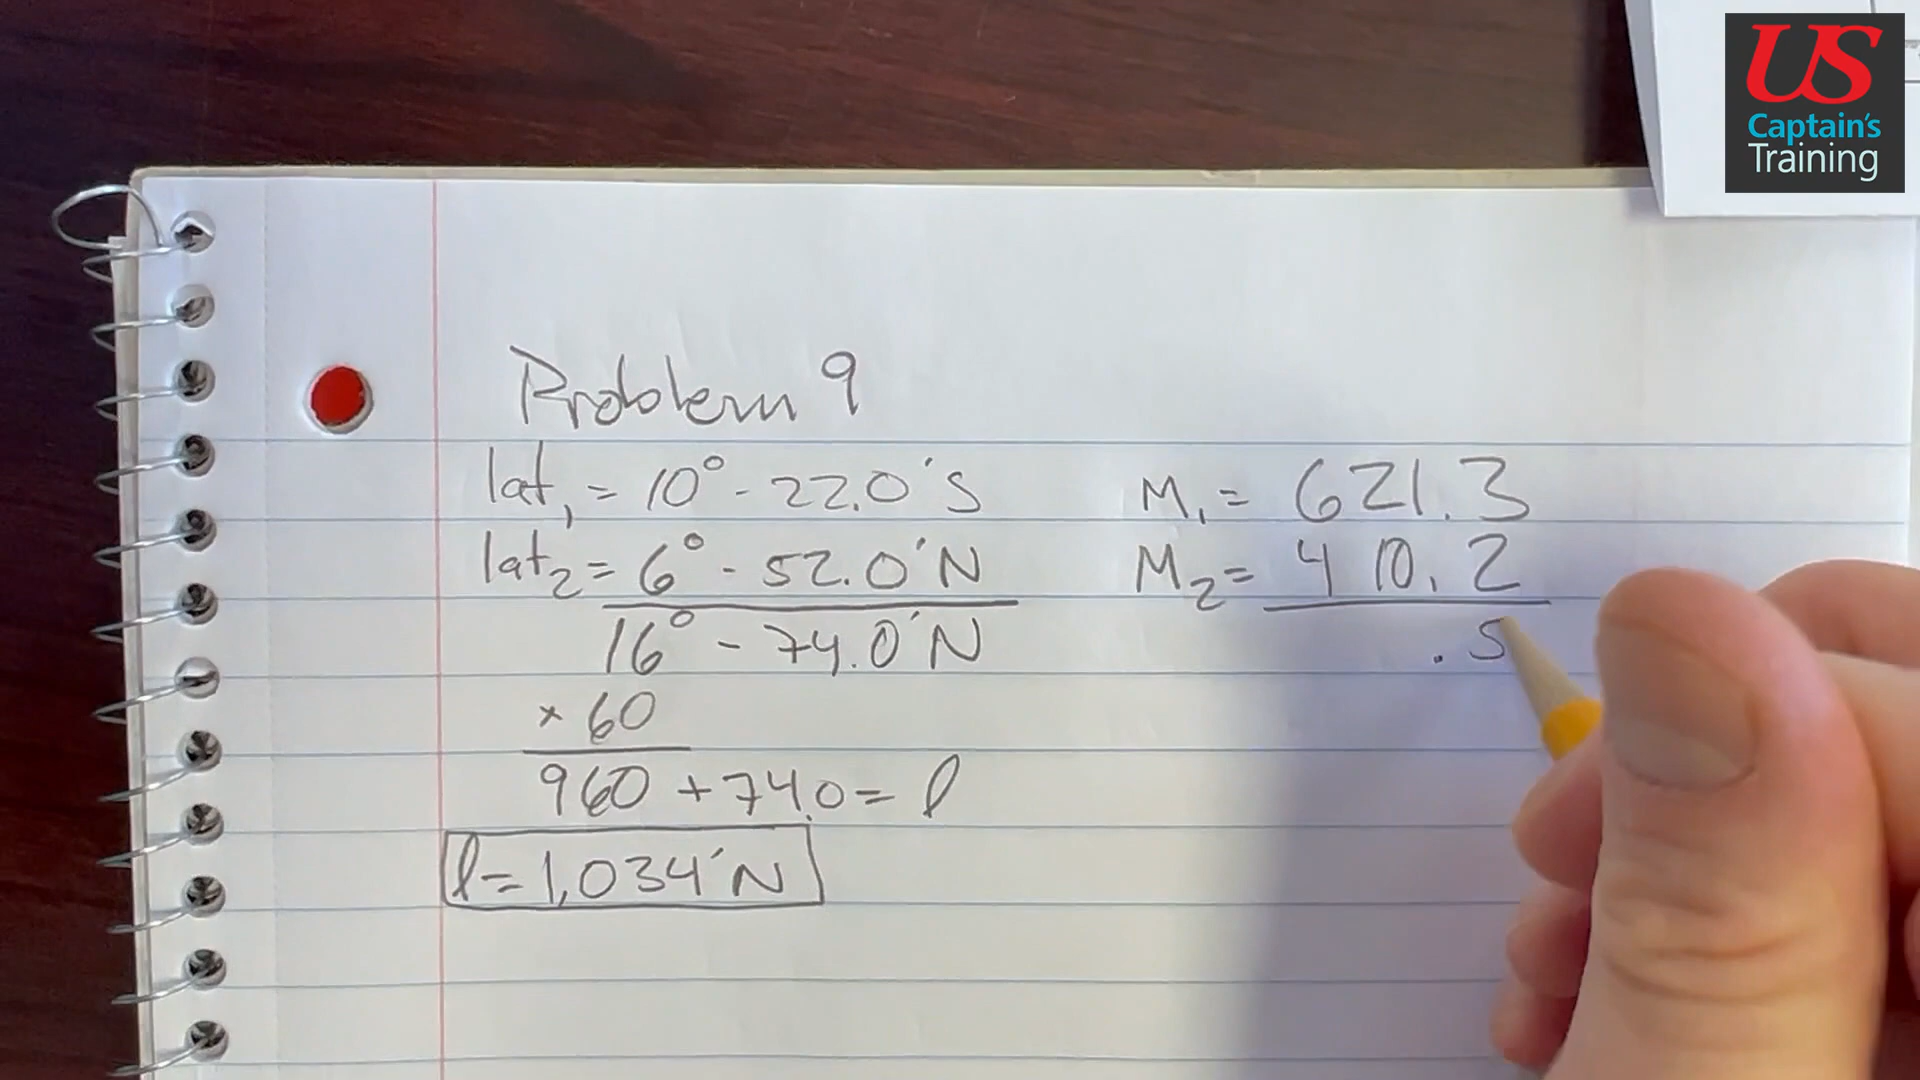 US
Captain's
Training
Problem 9
lat₁ = 10° - 22.0's
lat₂ = 6° - 52.0'N
16° - 74.0'N
× 60
960 + 74.0 = l
l = 1,034'N
M₁ = 621.3
M₂ = 410.2
.5